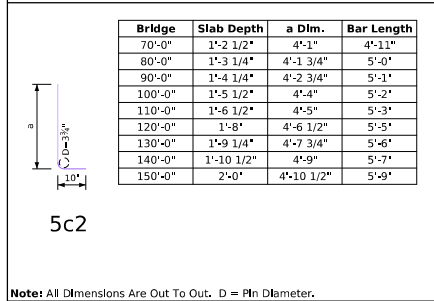 Bridge Slab Depth a Dim. Bar Length
70'-0" 1'-2 1/2" 4'-1" 4'-11"
80'-0" 1'-3 1/4" 4'-1 3/4" 5'-0"
90'-0" 1'-4 1/4" 4'-2 3/4" 5'-1"
100'-0" 1'-5 1/2" 4'-4" 5'-2"
110'-0" 1'-6 1/2" 4'-5" 5'-3"
120'-0" 1'-8" 4'-6 1/2" 5'-5"
130'-0" 1'-9 1/4" 4'-7 3/4" 5'-6"
140'-0" 1'-10 1/2" 4'-9" 5'-7"
150'-0" 2'-0" 4'-10 1/2" 5'-9"
a
D=3¾"
10"
5c2
Note: All Dimensions Are Out To Out. D = Pin Diameter.